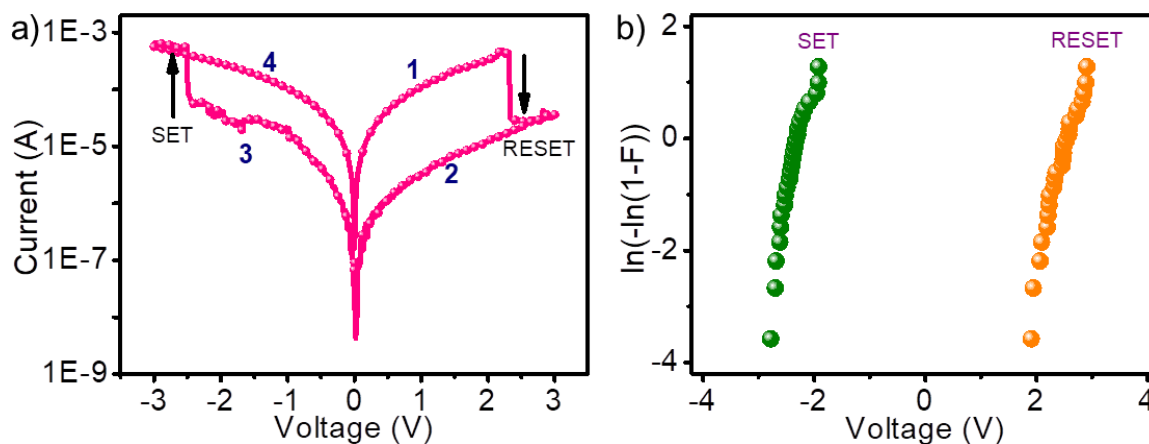 a)
1E-3
1E-5
1E-7
1E-9
Current (A)
4
1
SET
3
RESET
2
-3 -2 -1 0 1 2 3
Voltage (V)
b)
2
0
-2
-4
ln(-ln(1-F))
SET
RESET
-4 -2 0 2 4
Voltage (V)